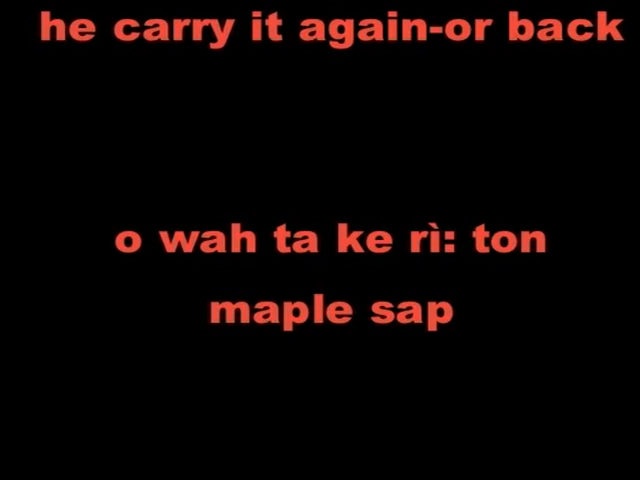 he carry it again-or back
o wah ta ke rì: ton
maple sap